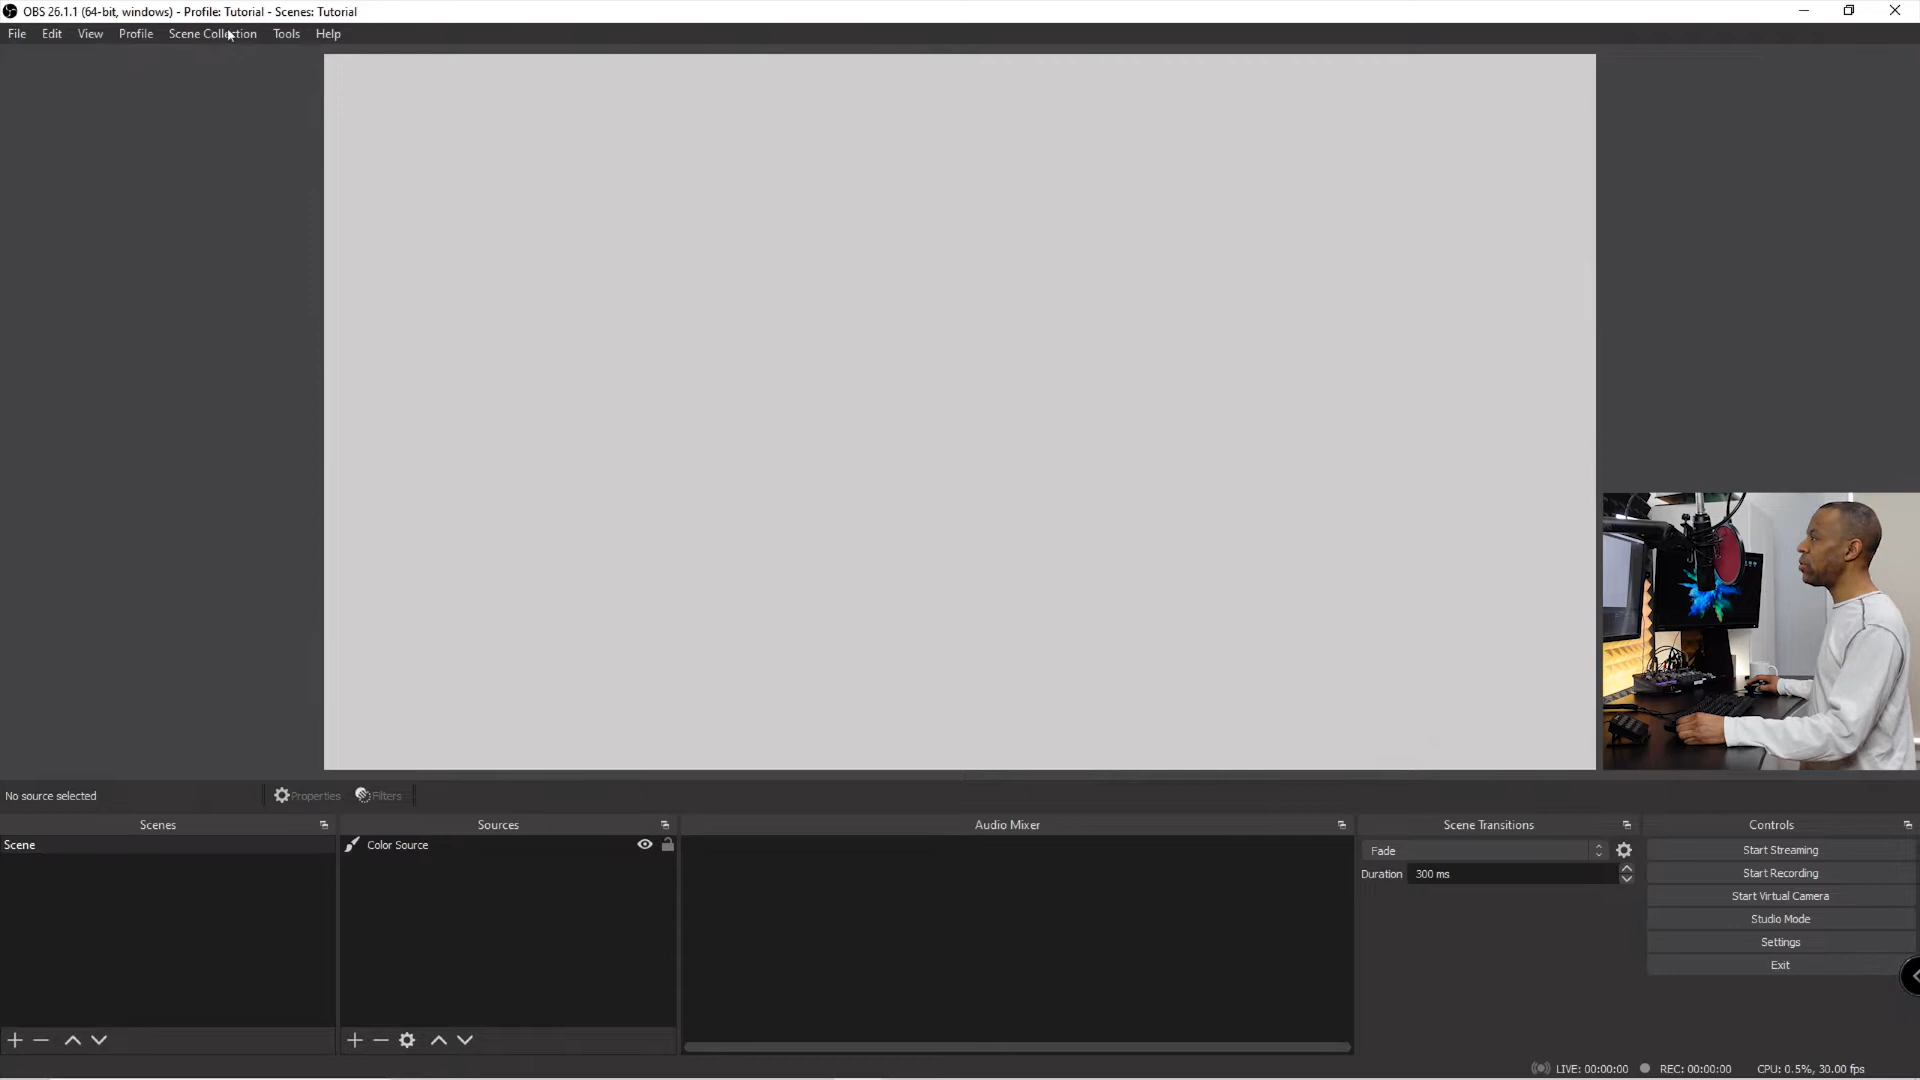 OBS 26.1.1 (64-bit, windows) - Profile: Tutorial - Scenes: Tutorial
File Edit View Profile Scene Collection Tools Help
No source selected Properties Filters
Scenes Sources Audio Mixer Scene Transitions Controls
Scene Color Source Fade Start Streaming
Duration 300 ms Start Recording
Start Virtual Camera
Studio Mode
Settings
Exit
LIVE: 00:00:00 REC: 00:00:00 CPU: 0.5%, 30.00 fps